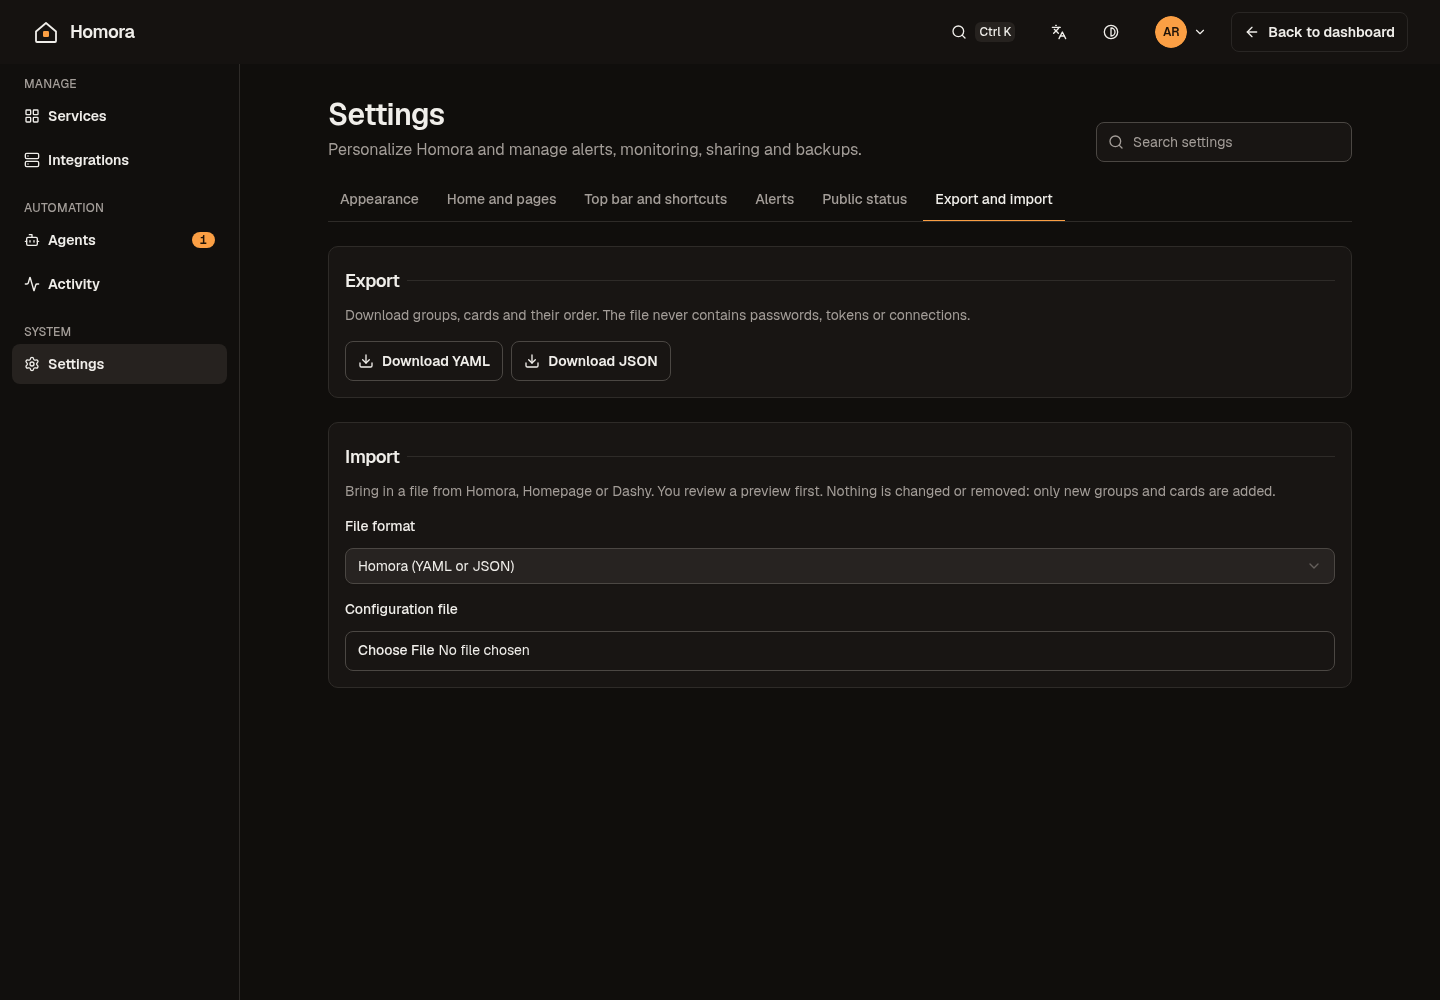 Homora
Ctrl K
AR
Back to dashboard
MANAGE
Services
Integrations
AUTOMATION
Agents
1
Activity
SYSTEM
Settings
Settings
Personalize Homora and manage alerts, monitoring, sharing and backups.
Search settings
Appearance
Home and pages
Top bar and shortcuts
Alerts
Public status
Export and import
Export
Download groups, cards and their order. The file never contains passwords, tokens or connections.
Download YAML
Download JSON
Import
Bring in a file from Homora, Homepage or Dashy. You review a preview first. Nothing is changed or removed: only new groups and cards are added.
File format
Homora (YAML or JSON)
Configuration file
Choose File No file chosen